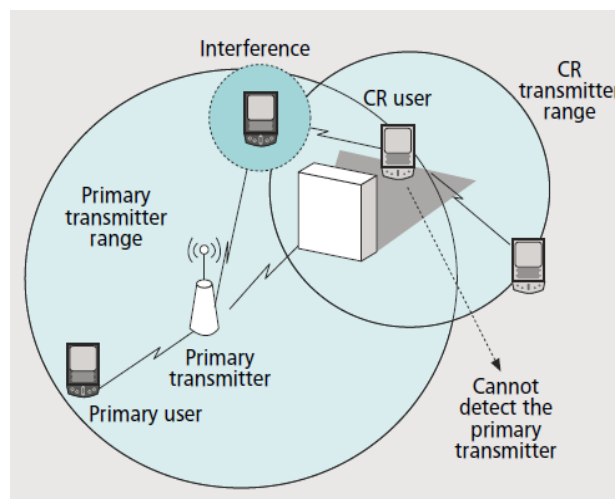 Interference
CR user
CR
transmitter
range
Primary
transmitter
range
Primary
transmitter
Primary user
Cannot
detect the
primary
transmitter